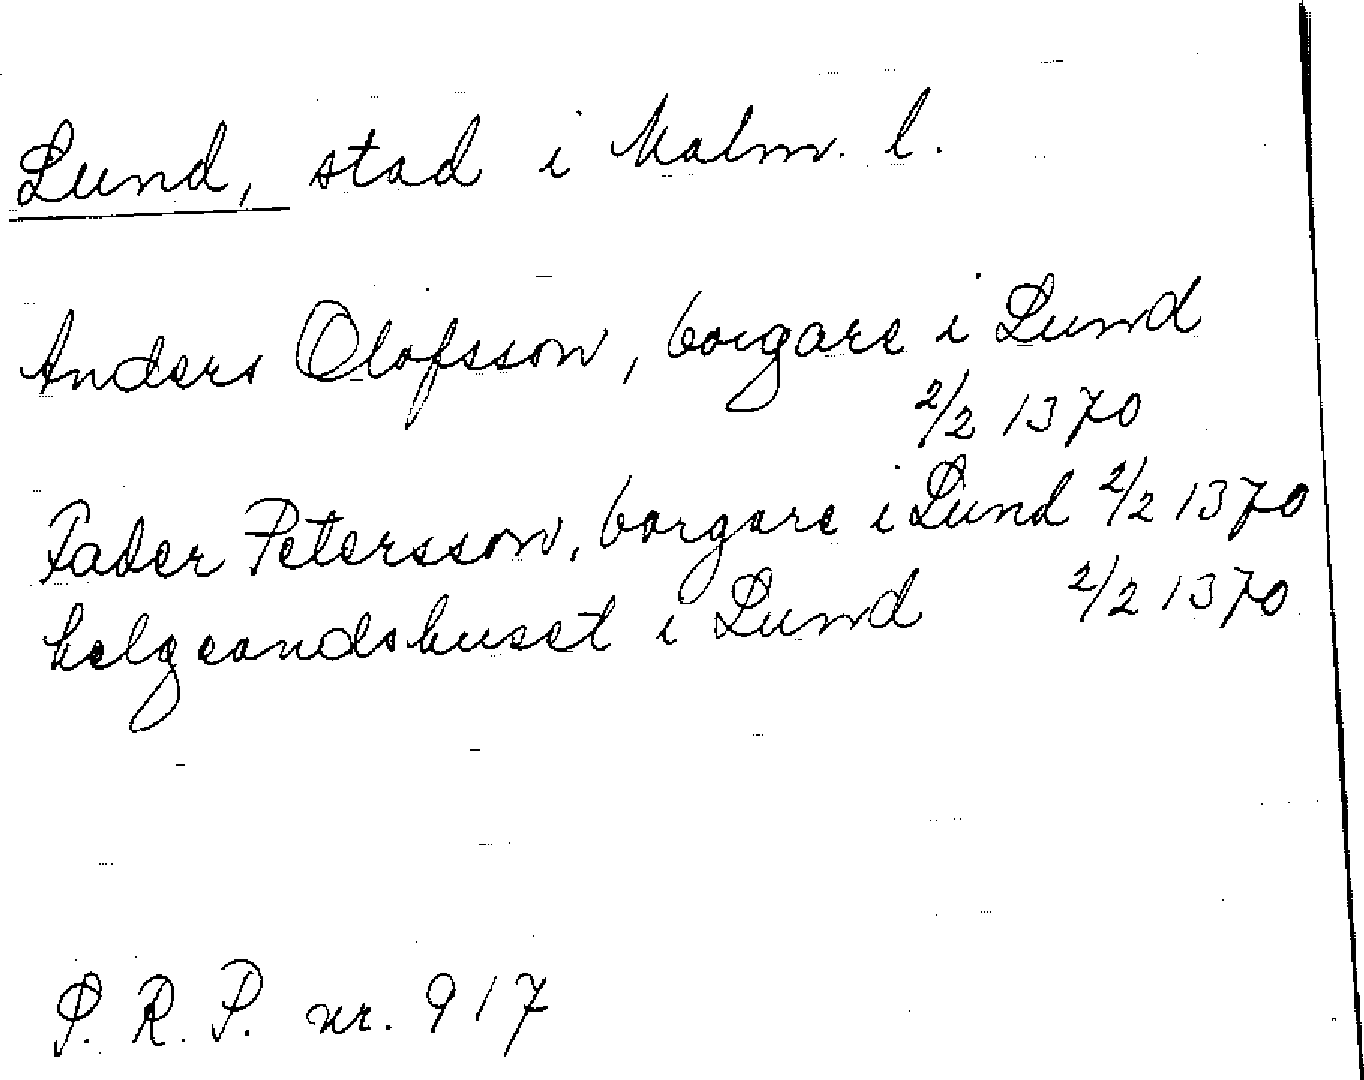 Lund, stad i Malm. l.
Anders Olofsson, borgare i Lund
2/2 1370
Fader Petersson, borgare i Lund 2/2 1370
helgeandshuset i Lund 2/2 1370
S. R. P. nr. 917